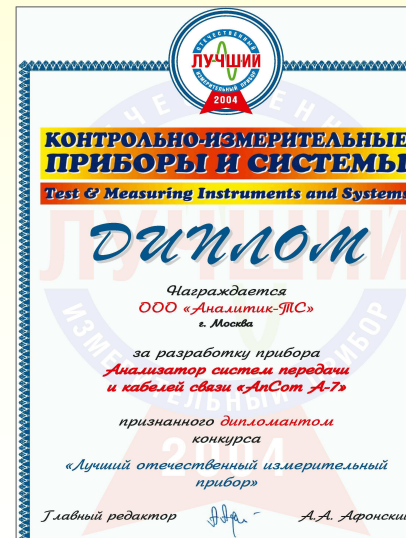 ОТЕЧЕСТВЕННЫЙ
ЛУЧШИЙ
ИЗМЕРИТЕЛЬНЫЙ ПРИБОР
2004
КОНТРОЛЬНО-ИЗМЕРИТЕЛЬНЫЕ
ПРИБОРЫ И СИСТЕМЫ
Test & Measuring Instruments and Systems
ДИПЛОМ
Награждается
ООО «Аналитик-ТС»
г. Москва
за разработку прибора
Анализатор систем передачи
и кабелей связи «AnCom А-7»
признанного дипломантом
конкурса
«Лучший отечественный измерительный
прибор»
Главный редактор А.А. Афонский